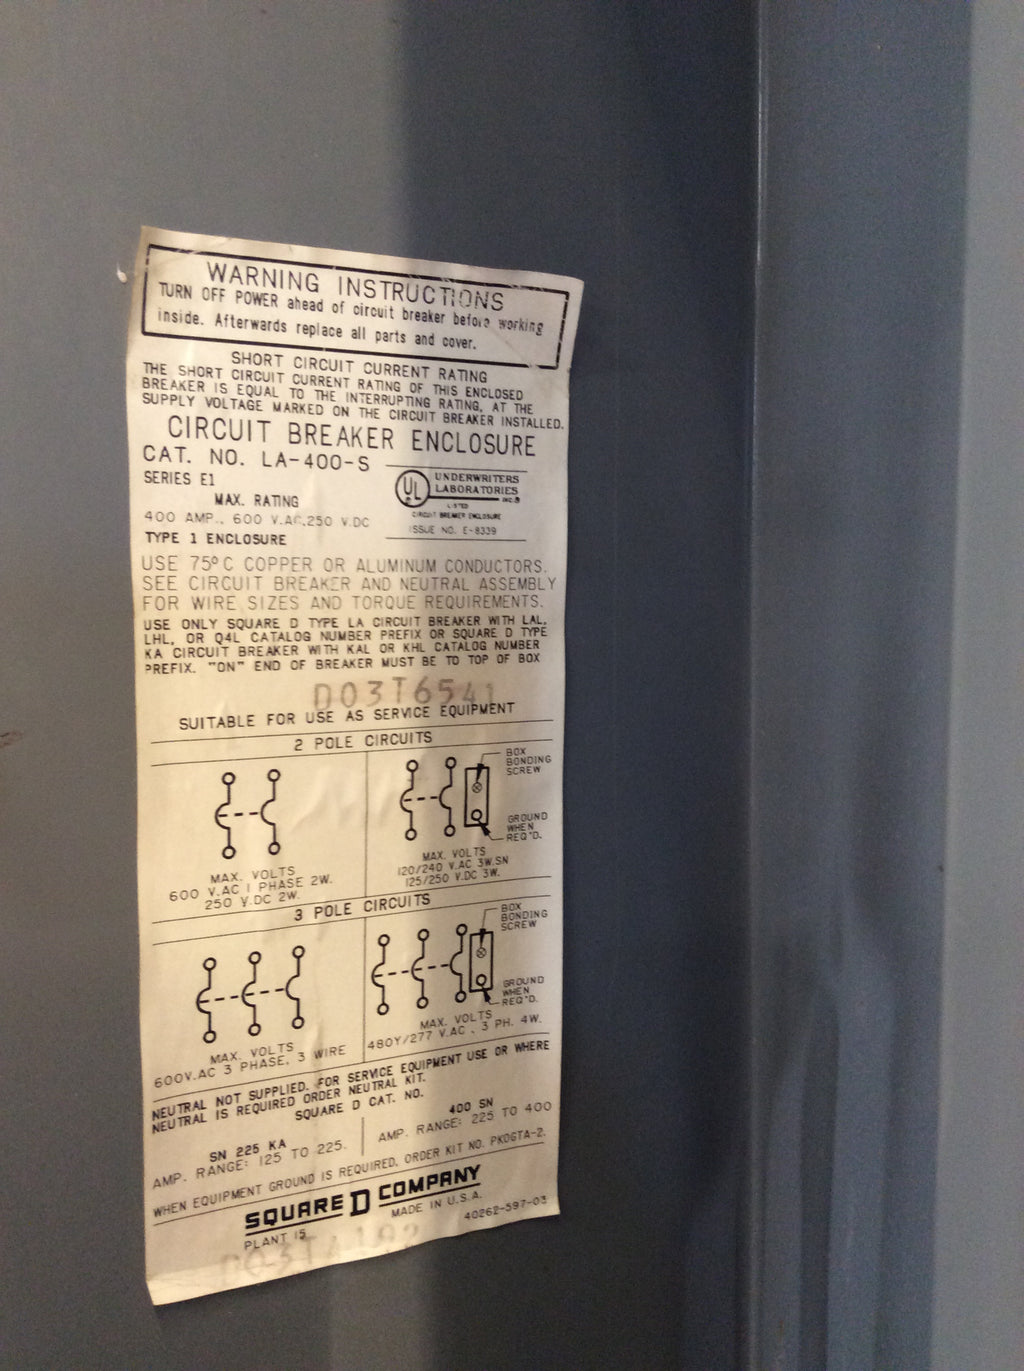 WARNING INSTRUCTIONS
TURN OFF POWER ahead of circuit breaker before working
inside. Afterwards replace all parts and cover.
SHORT CIRCUIT CURRENT RATING
THE SHORT CIRCUIT CURRENT RATING OF THIS ENCLOSED
BREAKER IS EQUAL TO THE INTERRUPTING RATING, AT THE
SUPPLY VOLTAGE MARKED ON THE CIRCUIT BREAKER INSTALLED.
CIRCUIT BREAKER ENCLOSURE
CAT. NO. LA-400-S
SERIES E1
MAX. RATING
400 AMP., 600 V.AC,250 V.DC
TYPE 1 ENCLOSURE
UL
UNDERWRITERS
LABORATORIES
INC.®
LISTED
CIRCUIT BREAKER ENCLOSURE
ISSUE NO. E-8339
USE 75°C COPPER OR ALUMINUM CONDUCTORS.
SEE CIRCUIT BREAKER AND NEUTRAL ASSEMBLY
FOR WIRE SIZES AND TORQUE REQUIREMENTS.
USE ONLY SQUARE D TYPE LA CIRCUIT BREAKER WITH LAL,
LHL, OR Q4L CATALOG NUMBER PREFIX OR SQUARE D TYPE
KA CIRCUIT BREAKER WITH KAL OR KHL CATALOG NUMBER
PREFIX. "ON" END OF BREAKER MUST BE TO TOP OF BOX
D03T6541
SUITABLE FOR USE AS SERVICE EQUIPMENT
2 POLE CIRCUITS
MAX. VOLTS
600 V.AC 1 PHASE 2W.
250 V.DC 2W.
BOX
BONDING
SCREW
GROUND
WHEN
REQ'D.
MAX. VOLTS
120/240 V.AC 3W.SN
125/250 V.DC 3W.
3 POLE CIRCUITS
MAX. VOLTS
600V.AC 3 PHASE, 3 WIRE
BOX
BONDING
SCREW
GROUND
WHEN
REQ'D.
MAX. VOLTS
480Y/277 V.AC , 3 PH. 4W.
NEUTRAL NOT SUPPLIED. FOR SERVICE EQUIPMENT USE OR WHERE
NEUTRAL IS REQUIRED ORDER NEUTRAL KIT.
SQUARE D CAT. NO.
SN 225 KA
AMP. RANGE: 125 TO 225.
400 SN
AMP. RANGE: 225 TO 400
WHEN EQUIPMENT GROUND IS REQUIRED, ORDER KIT NO. PKOGTA-2.
SQUARE D COMPANY
PLANT 15
MADE IN U.S.A.
40262-597-03